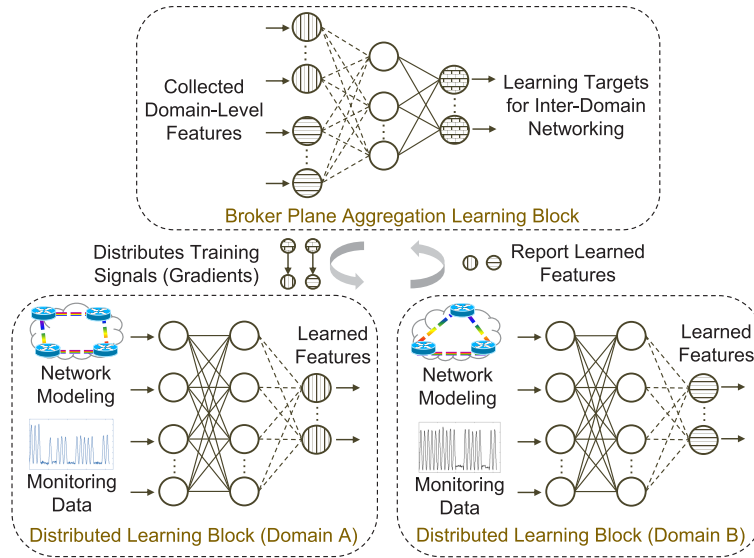 Collected
Domain-Level
Features
Learning Targets
for Inter-Domain
Networking
Broker Plane Aggregation Learning Block
Distributes Training
Signals (Gradients)
Report Learned
Features
Network
Modeling
Monitoring
Data
Learned
Features
Distributed Learning Block (Domain A)
Network
Modeling
Monitoring
Data
Learned
Features
Distributed Learning Block (Domain B)